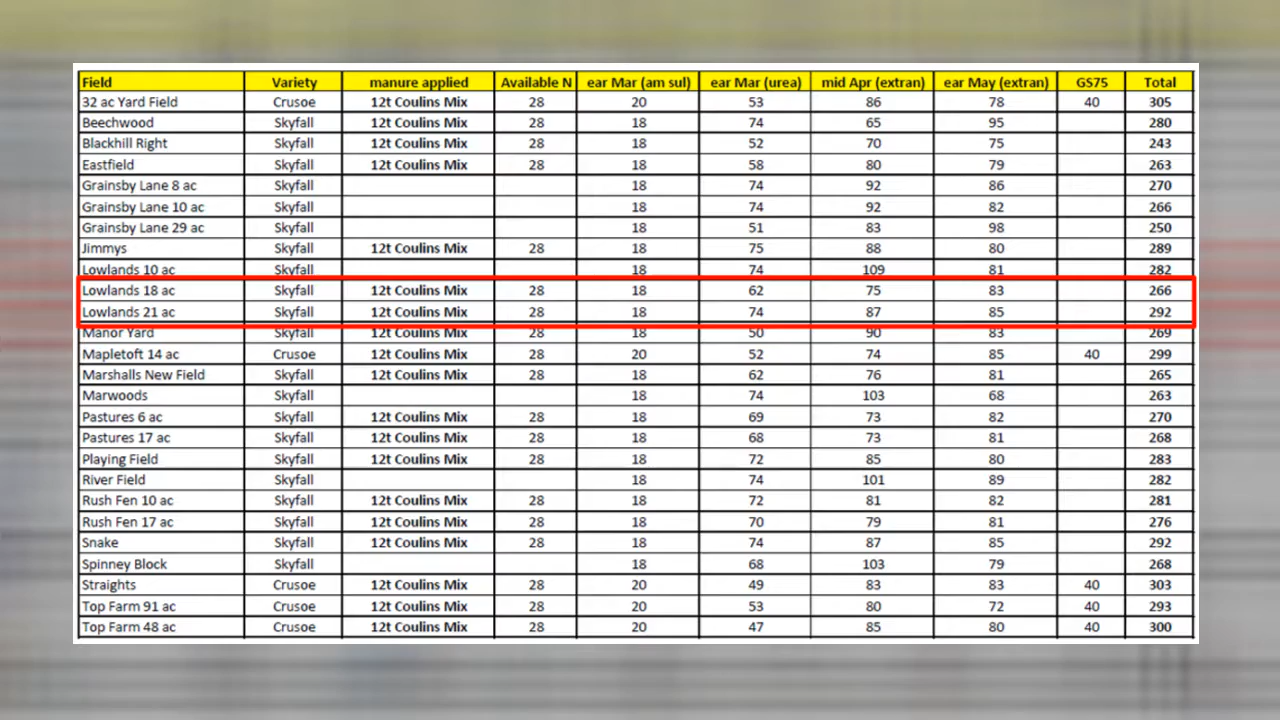 Field Variety manure applied Available N ear Mar (am sul) ear Mar (urea) mid Apr (extran) ear May (extran) GS75 Total
32 ac Yard Field Crusoe 12t Coulins Mix 28 20 53 86 78 40 305
Beechwood Skyfall 12t Coulins Mix 28 18 74 65 95 280
Blackhill Right Skyfall 12t Coulins Mix 28 18 52 70 75 243
Eastfield Skyfall 12t Coulins Mix 28 18 58 80 79 263
Grainsby Lane 8 ac Skyfall 18 74 92 86 270
Grainsby Lane 10 ac Skyfall 18 74 92 82 266
Grainsby Lane 29 ac Skyfall 18 51 83 98 250
Jimmys Skyfall 12t Coulins Mix 28 18 75 88 80 289
Lowlands 10 ac Skyfall 18 74 109 81 282
Lowlands 18 ac Skyfall 12t Coulins Mix 28 18 62 75 83 266
Lowlands 21 ac Skyfall 12t Coulins Mix 28 18 74 87 85 292
Manor Yard Skyfall 12t Coulins Mix 28 18 50 90 83 269
Mapletoft 14 ac Crusoe 12t Coulins Mix 28 20 52 74 85 40 299
Marshalls New Field Skyfall 12t Coulins Mix 28 18 62 76 81 265
Marwoods Skyfall 18 74 103 68 263
Pastures 6 ac Skyfall 12t Coulins Mix 28 18 69 73 82 270
Pastures 17 ac Skyfall 12t Coulins Mix 28 18 68 73 81 268
Playing Field Skyfall 12t Coulins Mix 28 18 72 85 80 283
River Field Skyfall 18 74 101 89 282
Rush Fen 10 ac Skyfall 12t Coulins Mix 28 18 72 81 82 281
Rush Fen 17 ac Skyfall 12t Coulins Mix 28 18 70 79 81 276
Snake Skyfall 12t Coulins Mix 28 18 74 87 85 292
Spinney Block Skyfall 18 68 103 79 268
Straights Crusoe 12t Coulins Mix 28 20 49 83 83 40 303
Top Farm 91 ac Crusoe 12t Coulins Mix 28 20 53 80 72 40 293
Top Farm 48 ac Crusoe 12t Coulins Mix 28 20 47 85 80 40 300